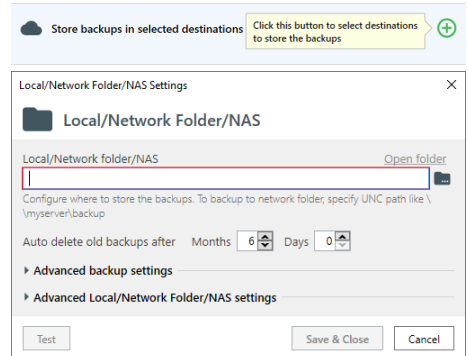 Store backups in selected destinations
Click this button to select destinations
to store the backups
Local/Network Folder/NAS Settings
Local/Network Folder/NAS
Local/Network folder/NAS Open folder
Configure where to store the backups. To backup to network folder, specify UNC path like \
\myserver\backup
Auto delete old backups after Months 6 Days 0
Advanced backup settings
Advanced Local/Network Folder/NAS settings
Test Save & Close Cancel